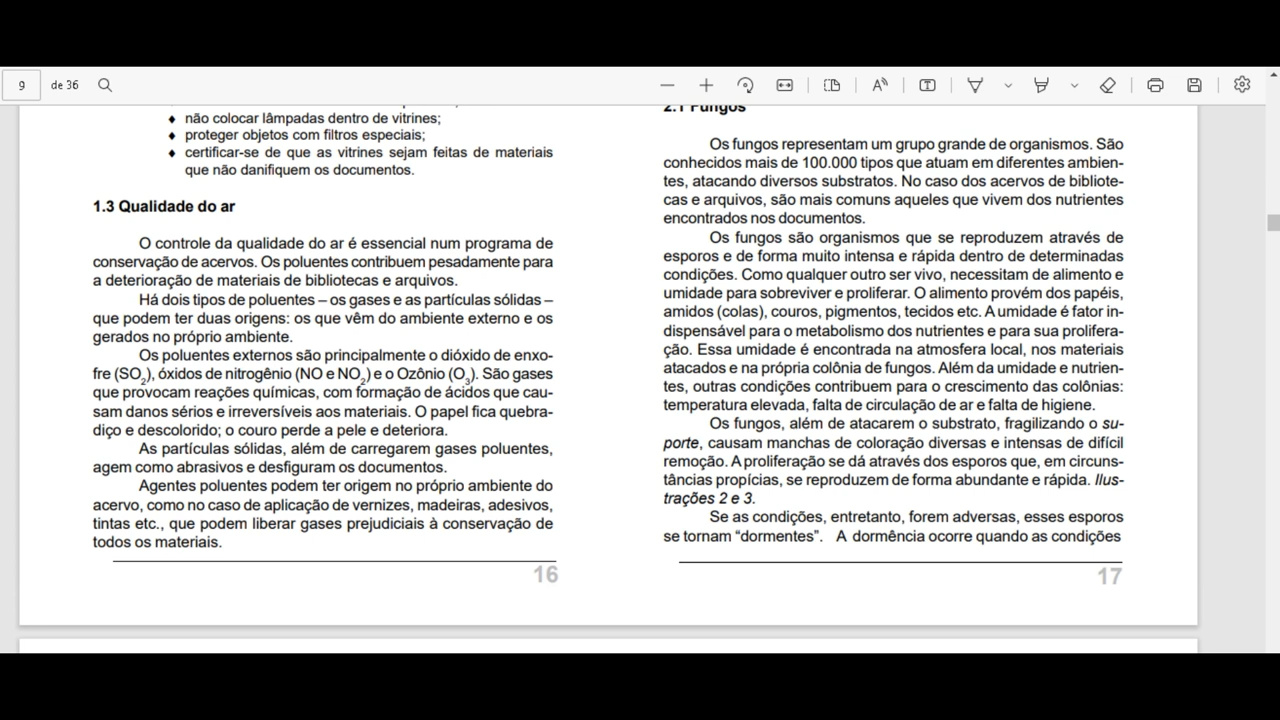 9 de 36
não colocar lâmpadas dentro de vitrines;
proteger objetos com filtros especiais;
certificar-se de que as vitrines sejam feitas de materiais
que não danifiquem os documentos.
1.3 Qualidade do ar
O controle da qualidade do ar é essencial num programa de
conservação de acervos. Os poluentes contribuem pesadamente para
a deterioração de materiais de bibliotecas e arquivos.
Há dois tipos de poluentes – os gases e as partículas sólidas –
que podem ter duas origens: os que vêm do ambiente externo e os
gerados no próprio ambiente.
Os poluentes externos são principalmente o dióxido de enxo-
fre (SO2), óxidos de nitrogênio (NO e NO2) e o Ozônio (O3). São gases
que provocam reações químicas, com formação de ácidos que cau-
sam danos sérios e irreversíveis aos materiais. O papel fica quebra-
diço e descolorido; o couro perde a pele e deteriora.
As partículas sólidas, além de carregarem gases poluentes,
agem como abrasivos e desfiguram os documentos.
Agentes poluentes podem ter origem no próprio ambiente do
acervo, como no caso de aplicação de vernizes, madeiras, adesivos,
tintas etc., que podem liberar gases prejudiciais à conservação de
todos os materiais.
16
2.1 Fungos
Os fungos representam um grupo grande de organismos. São
conhecidos mais de 100.000 tipos que atuam em diferentes ambien-
tes, atacando diversos substratos. No caso dos acervos de bibliote-
cas e arquivos, são mais comuns aqueles que vivem dos nutrientes
encontrados nos documentos.
Os fungos são organismos que se reproduzem através de
esporos e de forma muito intensa e rápida dentro de determinadas
condições. Como qualquer outro ser vivo, necessitam de alimento e
umidade para sobreviver e proliferar. O alimento provém dos papéis,
amidos (colas), couros, pigmentos, tecidos etc. A umidade é fator in-
dispensável para o metabolismo dos nutrientes e para sua prolifera-
ção. Essa umidade é encontrada na atmosfera local, nos materiais
atacados e na própria colônia de fungos. Além da umidade e nutrien-
tes, outras condições contribuem para o crescimento das colônias:
temperatura elevada, falta de circulação de ar e falta de higiene.
Os fungos, além de atacarem o substrato, fragilizando o su-
porte, causam manchas de coloração diversas e intensas de difícil
remoção. A proliferação se dá através dos esporos que, em circuns-
tâncias propícias, se reproduzem de forma abundante e rápida. Ilus-
trações 2 e 3.
Se as condições, entretanto, forem adversas, esses esporos
se tornam “dormentes”. A dormência ocorre quando as condições
17